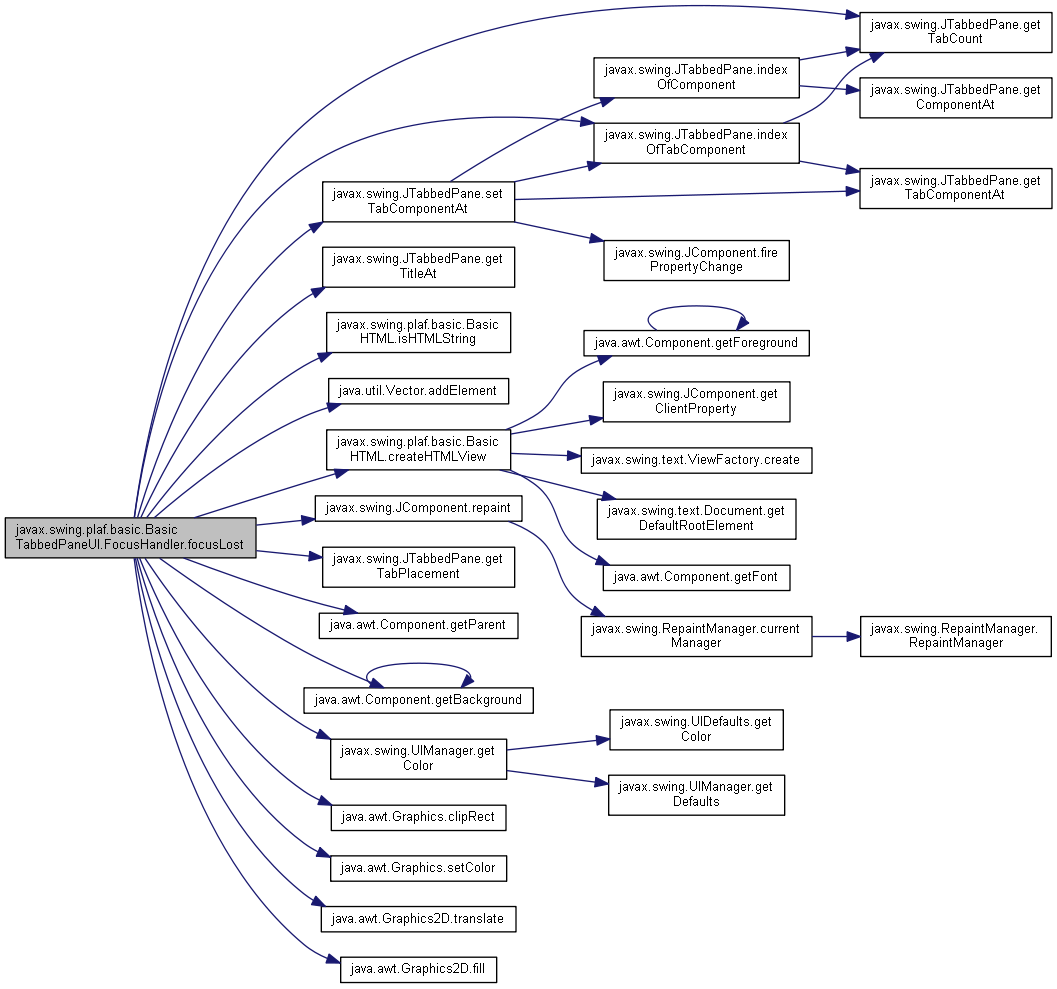 javax.swing.JTabbedPane.get
TabCount
javax.swing.JTabbedPane.index
OfComponent
javax.swing.JTabbedPane.get
ComponentAt
javax.swing.JTabbedPane.index
OfTabComponent
javax.swing.JTabbedPane.get
TabComponentAt
javax.swing.JTabbedPane.set
TabComponentAt
javax.swing.JComponent.fire
PropertyChange
javax.swing.JTabbedPane.get
TitleAt
javax.swing.plaf.basic.Basic
HTML.isHTMLString
java.awt.Component.getForeground
java.util.Vector.addElement
javax.swing.JComponent.get
ClientProperty
javax.swing.plaf.basic.Basic
HTML.createHTMLView
javax.swing.text.ViewFactory.create
javax.swing.JComponent.repaint
javax.swing.text.Document.get
DefaultRootElement
javax.swing.plaf.basic.Basic
TabbedPaneUI.FocusHandler.focusLost
javax.swing.JTabbedPane.get
TabPlacement
java.awt.Component.getFont
java.awt.Component.getParent
javax.swing.RepaintManager.current
Manager
javax.swing.RepaintManager.
RepaintManager
java.awt.Component.getBackground
javax.swing.UIDefaults.get
Color
javax.swing.UIManager.get
Color
javax.swing.UIManager.get
Defaults
java.awt.Graphics.clipRect
java.awt.Graphics.setColor
java.awt.Graphics2D.translate
java.awt.Graphics2D.fill